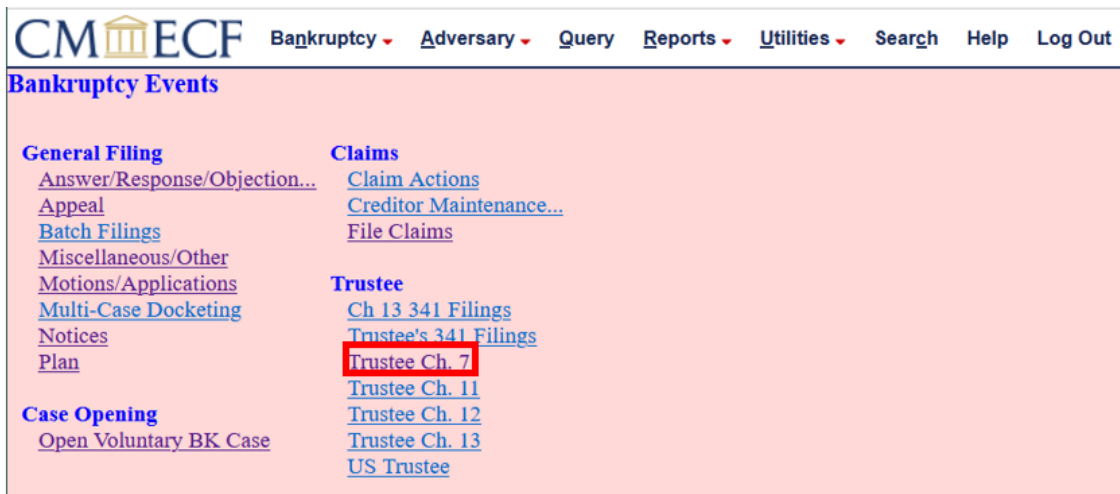 CM ECF Bankruptcy Adversary Query Reports Utilities Search Help Log Out
Bankruptcy Events
General Filing
Answer/Response/Objection...
Appeal
Batch Filings
Miscellaneous/Other
Motions/Applications
Multi-Case Docketing
Notices
Plan
Case Opening
Open Voluntary BK Case
Claims
Claim Actions
Creditor Maintenance...
File Claims
Trustee
Ch 13 341 Filings
Trustee's 341 Filings
Trustee Ch. 7
Trustee Ch. 11
Trustee Ch. 12
Trustee Ch. 13
US Trustee